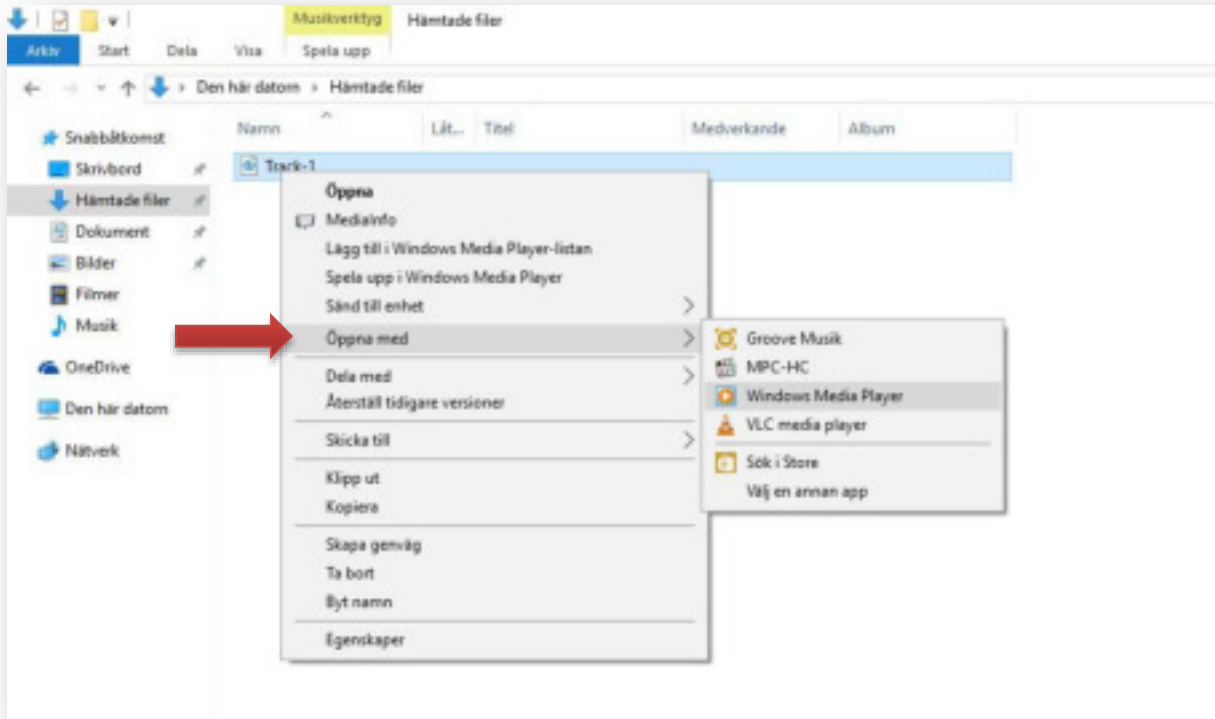 Musikverktyg Hämtade filer
Arkiv Start Dela Visa Spela upp
Den här datorn › Hämtade filer
Namn Låt... Titel Medverkande Album
Snabbåtkomst
Skrivbord
Hämtade filer
Dokument
Bilder
Filmer
Musik
OneDrive
Den här datorn
Nätverk
Track-1
Öppna
MediaInfo
Lägg till i Windows Media Player-listan
Spela upp i Windows Media Player
Sänd till enhet
Öppna med
Dela med
Återställ tidigare versioner
Skicka till
Klipp ut
Kopiera
Skapa genväg
Ta bort
Byt namn
Egenskaper
Groove Musik
MPC-HC
Windows Media Player
VLC media player
Sök i Store
Välj en annan app